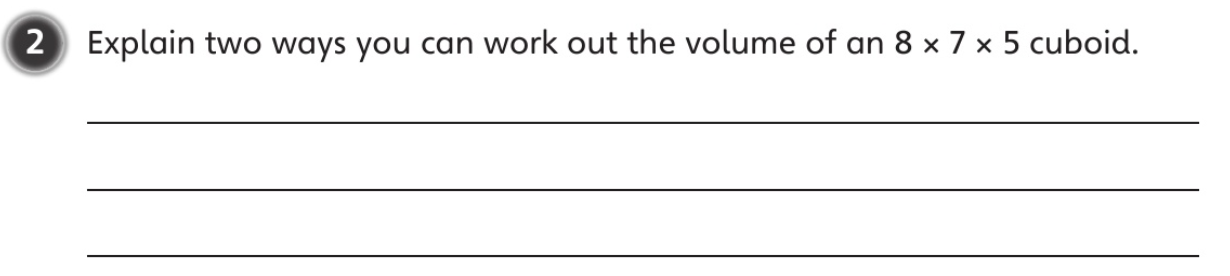 2 Explain two ways you can work out the volume of an 8 × 7 × 5 cuboid.